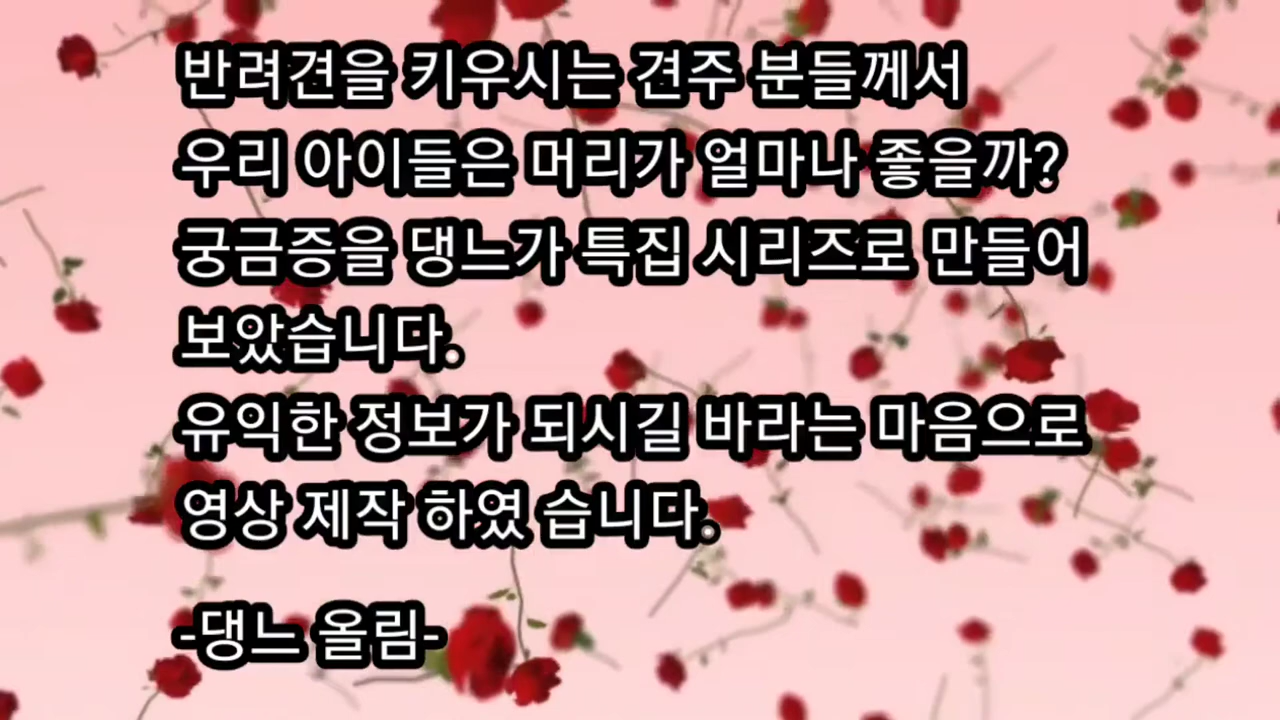 반려견을 키우시는 견주 분들께서
우리 아이들은 머리가 얼마나 좋을까?
궁금증을 댕느가 특집 시리즈로 만들어
보았습니다.
유익한 정보가 되시길 바라는 마음으로
영상 제작 하였 습니다.
-댕느 올림-